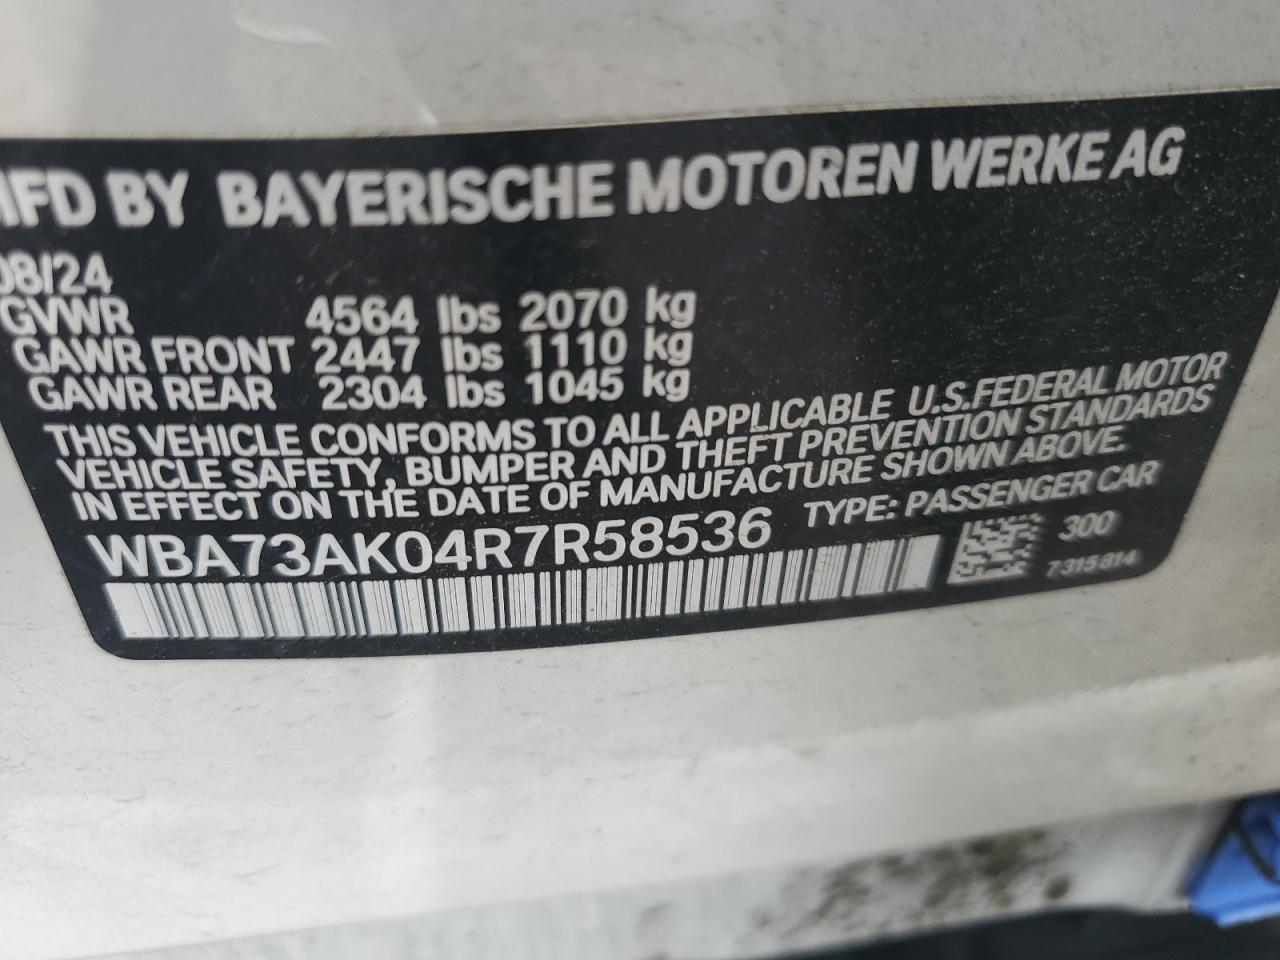 MFD BY BAYERISCHE MOTOREN WERKE AG
08/24
GVWR 4564 lbs 2070 kg
GAWR FRONT 2447 lbs 1110 kg
GAWR REAR 2304 lbs 1045 kg
THIS VEHICLE CONFORMS TO ALL APPLICABLE U.S.FEDERAL MOTOR
VEHICLE SAFETY, BUMPER AND THEFT PREVENTION STANDARDS
IN EFFECT ON THE DATE OF MANUFACTURE SHOWN ABOVE.
WBA73AK04R7R58536 TYPE: PASSENGER CAR
300
7315814